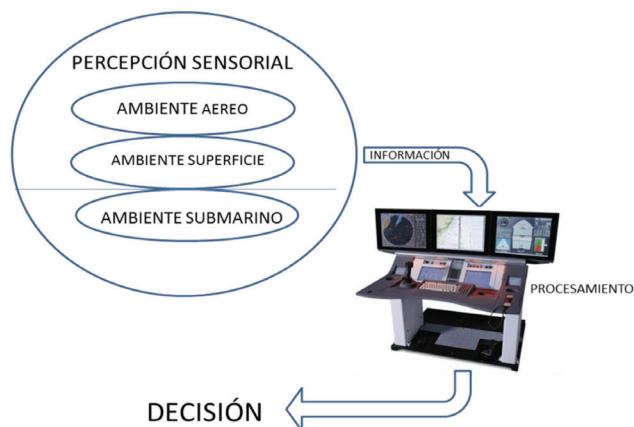 PERCEPCIÓN SENSORIAL
AMBIENTE AEREO
AMBIENTE SUPERFICIE
AMBIENTE SUBMARINO
INFORMACIÓN
PROCESAMIENTO
DECISIÓN